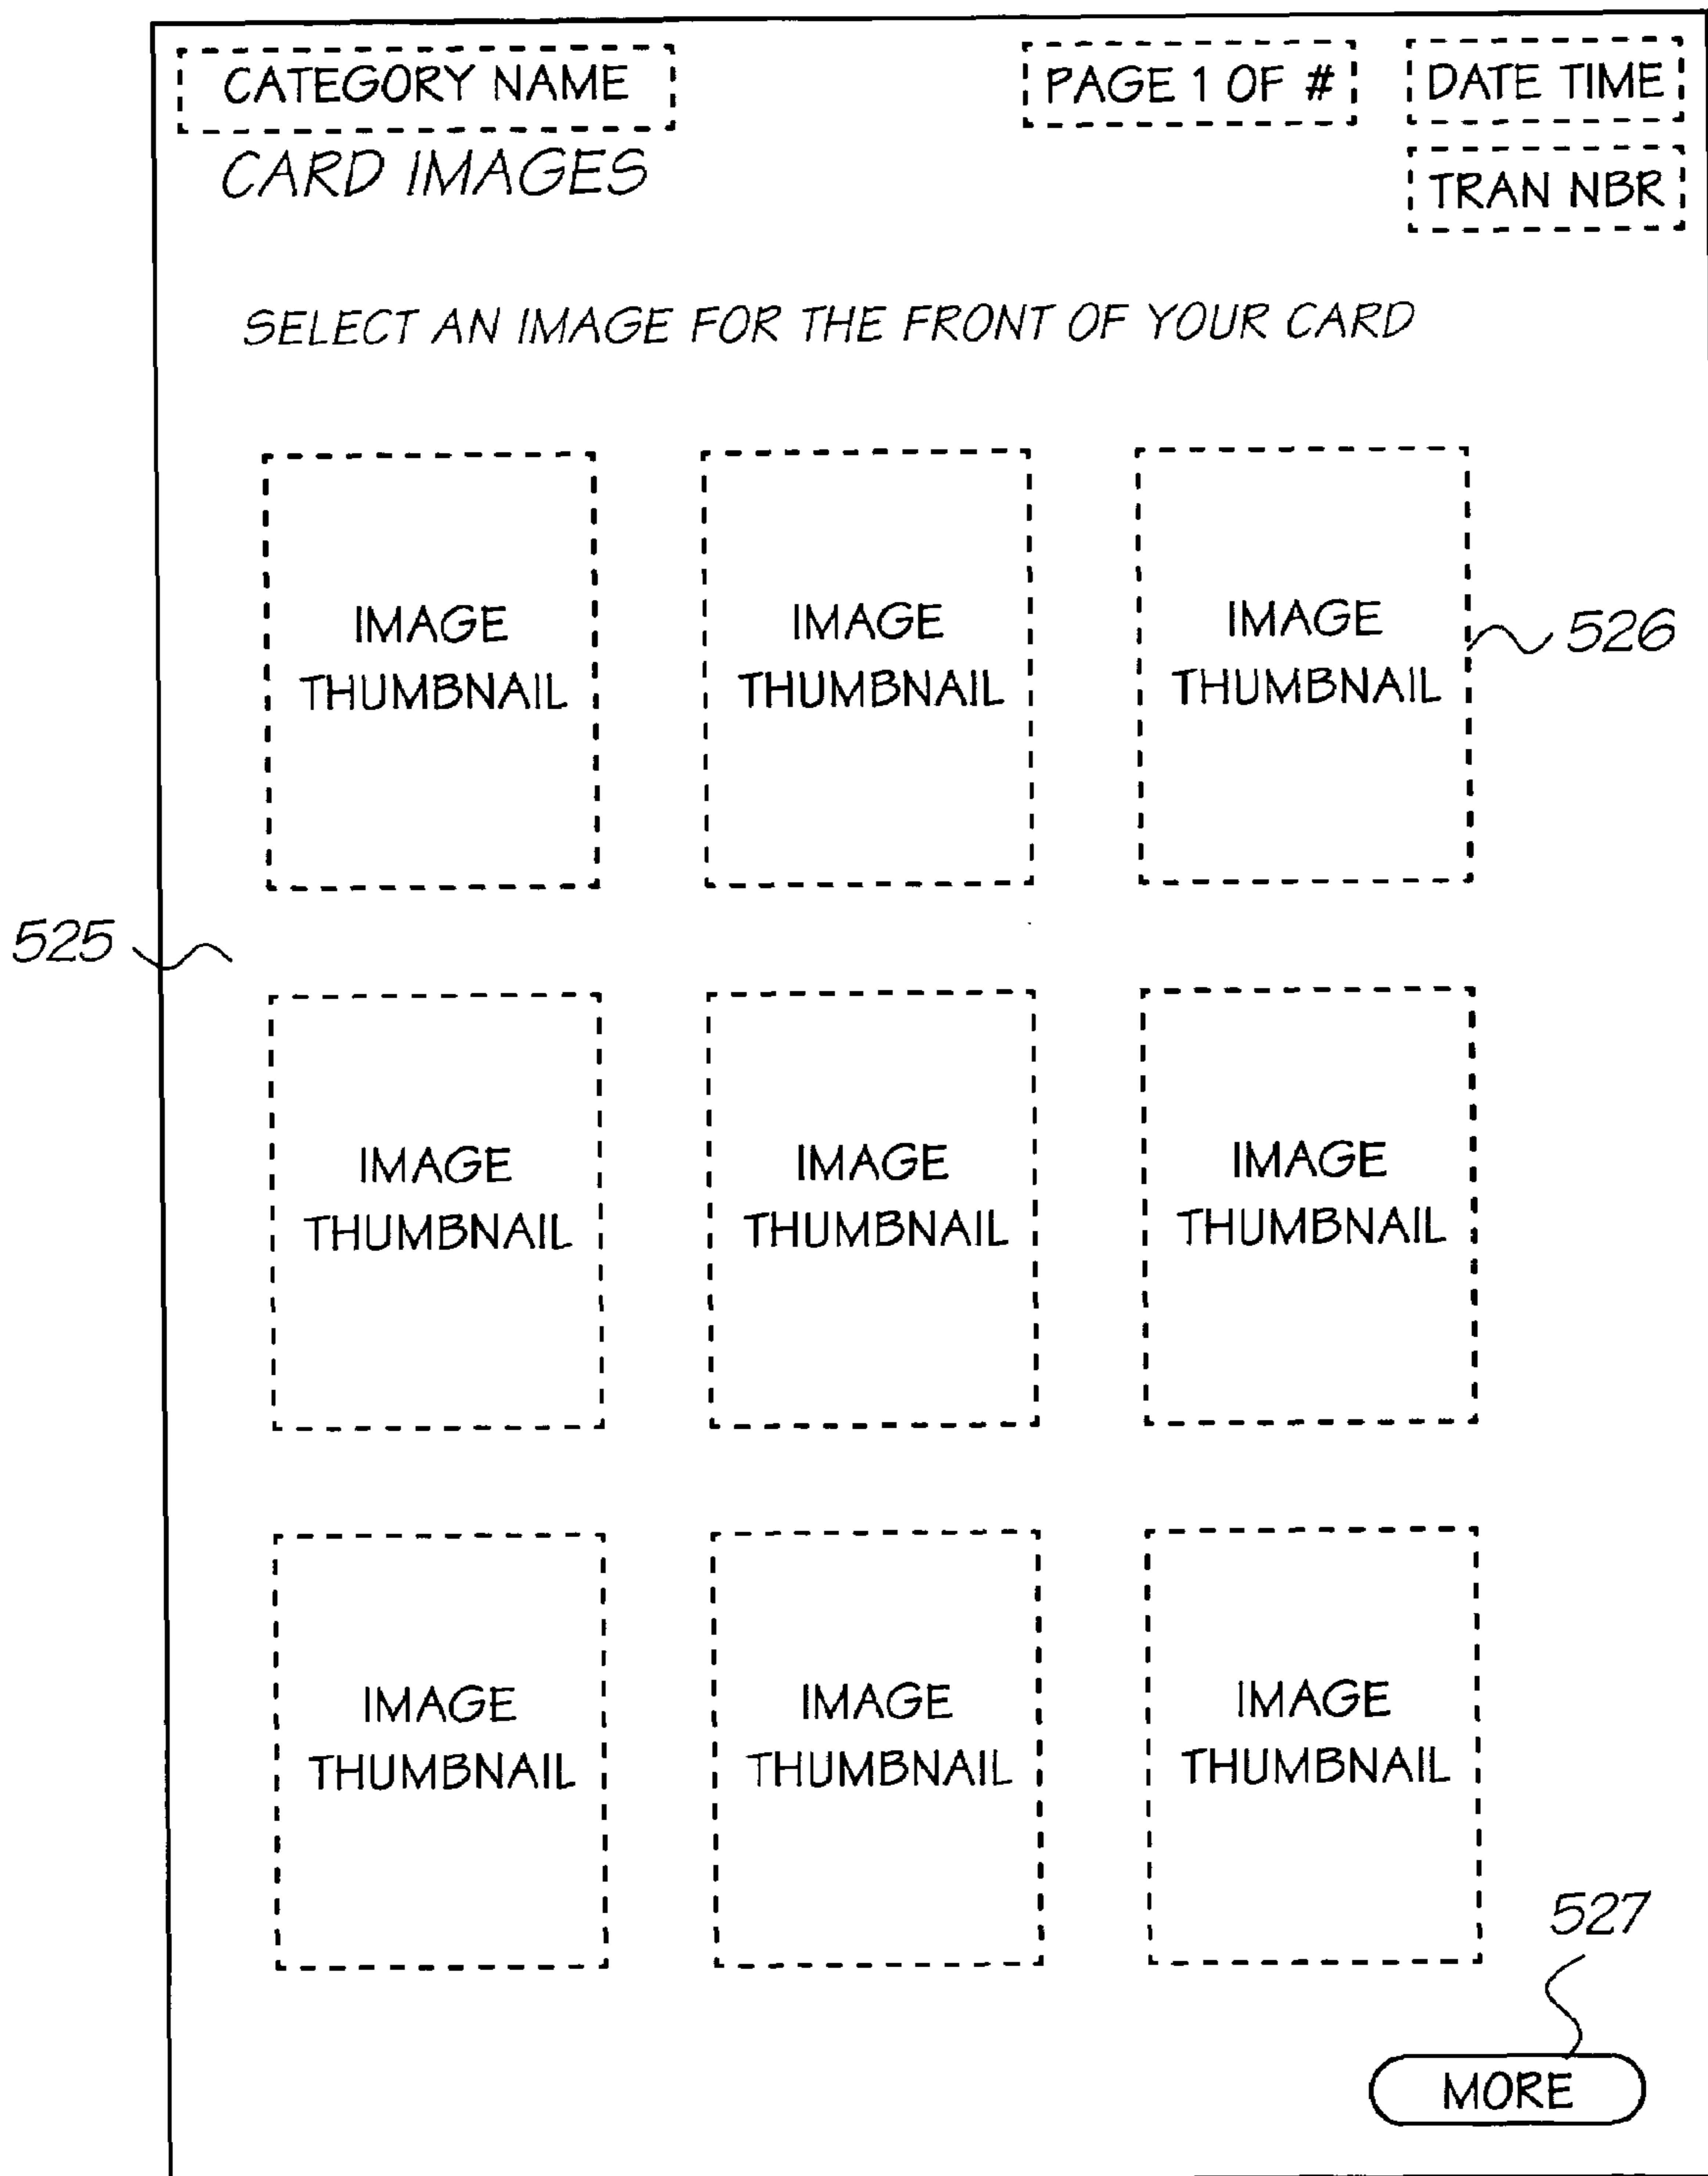 CATEGORY NAME PAGE 1 OF # DATE TIME
CARD IMAGES TRAN NBR
SELECT AN IMAGE FOR THE FRONT OF YOUR CARD
IMAGE IMAGE IMAGE
THUMBNAIL THUMBNAIL THUMBNAIL
526
525
IMAGE IMAGE IMAGE
THUMBNAIL THUMBNAIL THUMBNAIL
IMAGE IMAGE IMAGE
THUMBNAIL THUMBNAIL THUMBNAIL
527
MORE